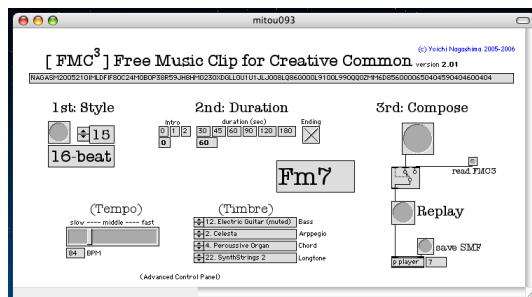 mitou093
(c) Yoichi Nagashima 2005-2006
[ FMC3 ] Free Music Clip for Creative Common version 2.01
1st: Style
2nd: Duration
3rd: Compose
Intro
duration (sec)
Ending
0 1 2
30 45 60 90 120 180
15
0
60
16-beat
read FMC3
Fm7
Replay
(Tempo)
(Timbre)
slow ---- middle ---- fast
12. Electric Guitar (muted) Bass
2. Celesta Arppegio
4. Percussive Organ Chord
22. SynthStrings 2 Longtone
84 BPM
save SMF
p player 7
(Advanced Control Panel)